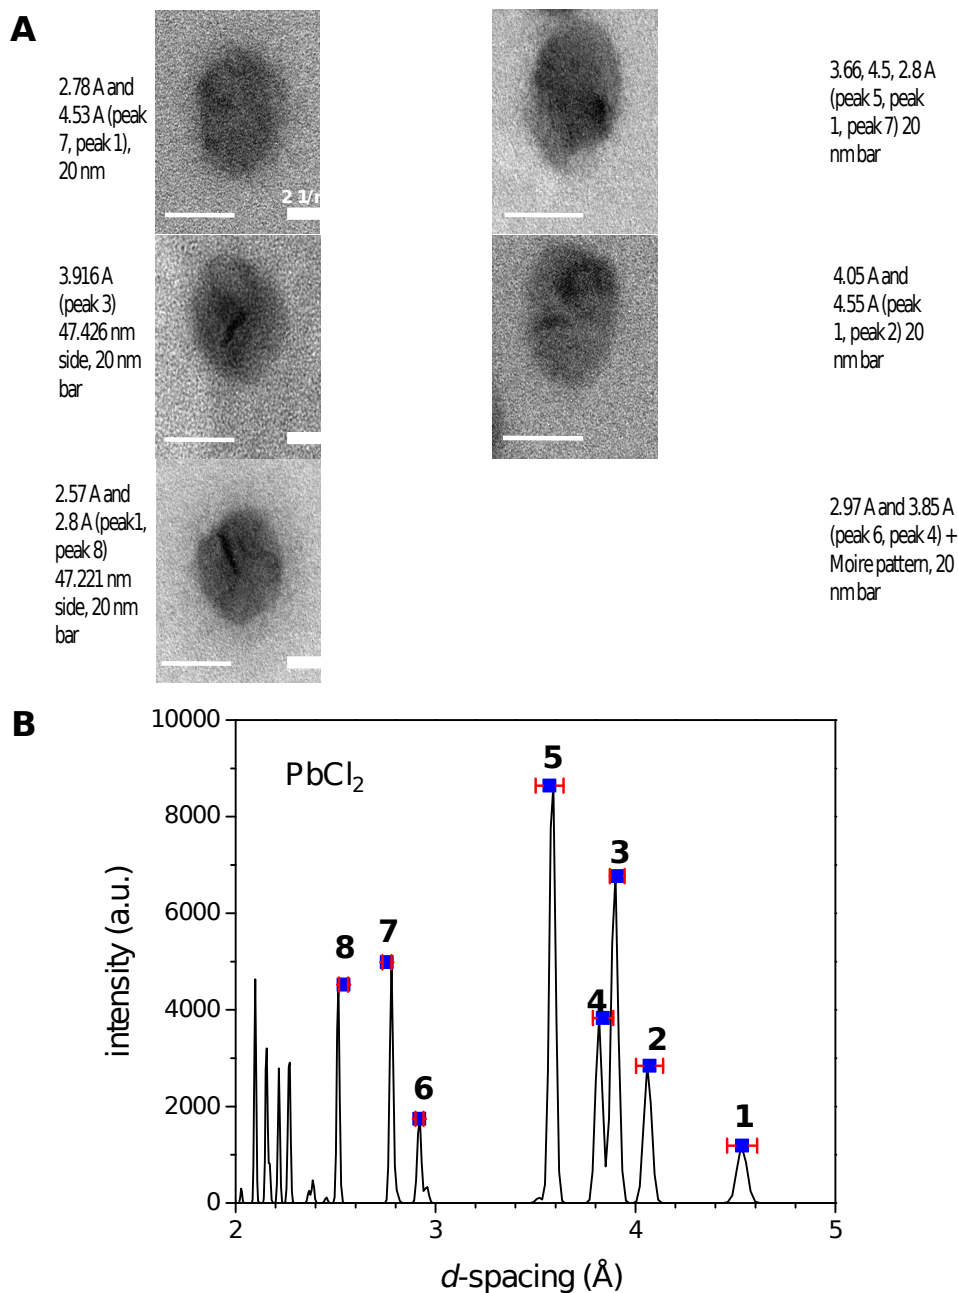 A
2.78 A and
4.53 A (peak
7, peak 1),
20 nm
2 1/r
3.66, 4.5, 2.8 A
(peak 5, peak
1, peak 7) 20
nm bar
3.916 A
(peak 3)
47.426 nm
side, 20 nm
bar
4.05 A and
4.55 A (peak
1, peak 2) 20
nm bar
2.57 A and
2.8 A (peak1,
peak 8)
47.221 nm
side, 20 nm
bar
2.97 A and 3.85 A
(peak 6, peak 4) +
Moire pattern, 20
nm bar
B
10000
8000
6000
4000
2000
0
intensity (a.u.)
PbCl₂
5
3
7
8
4
2
6
1
2
3
4
5
d-spacing (Å)